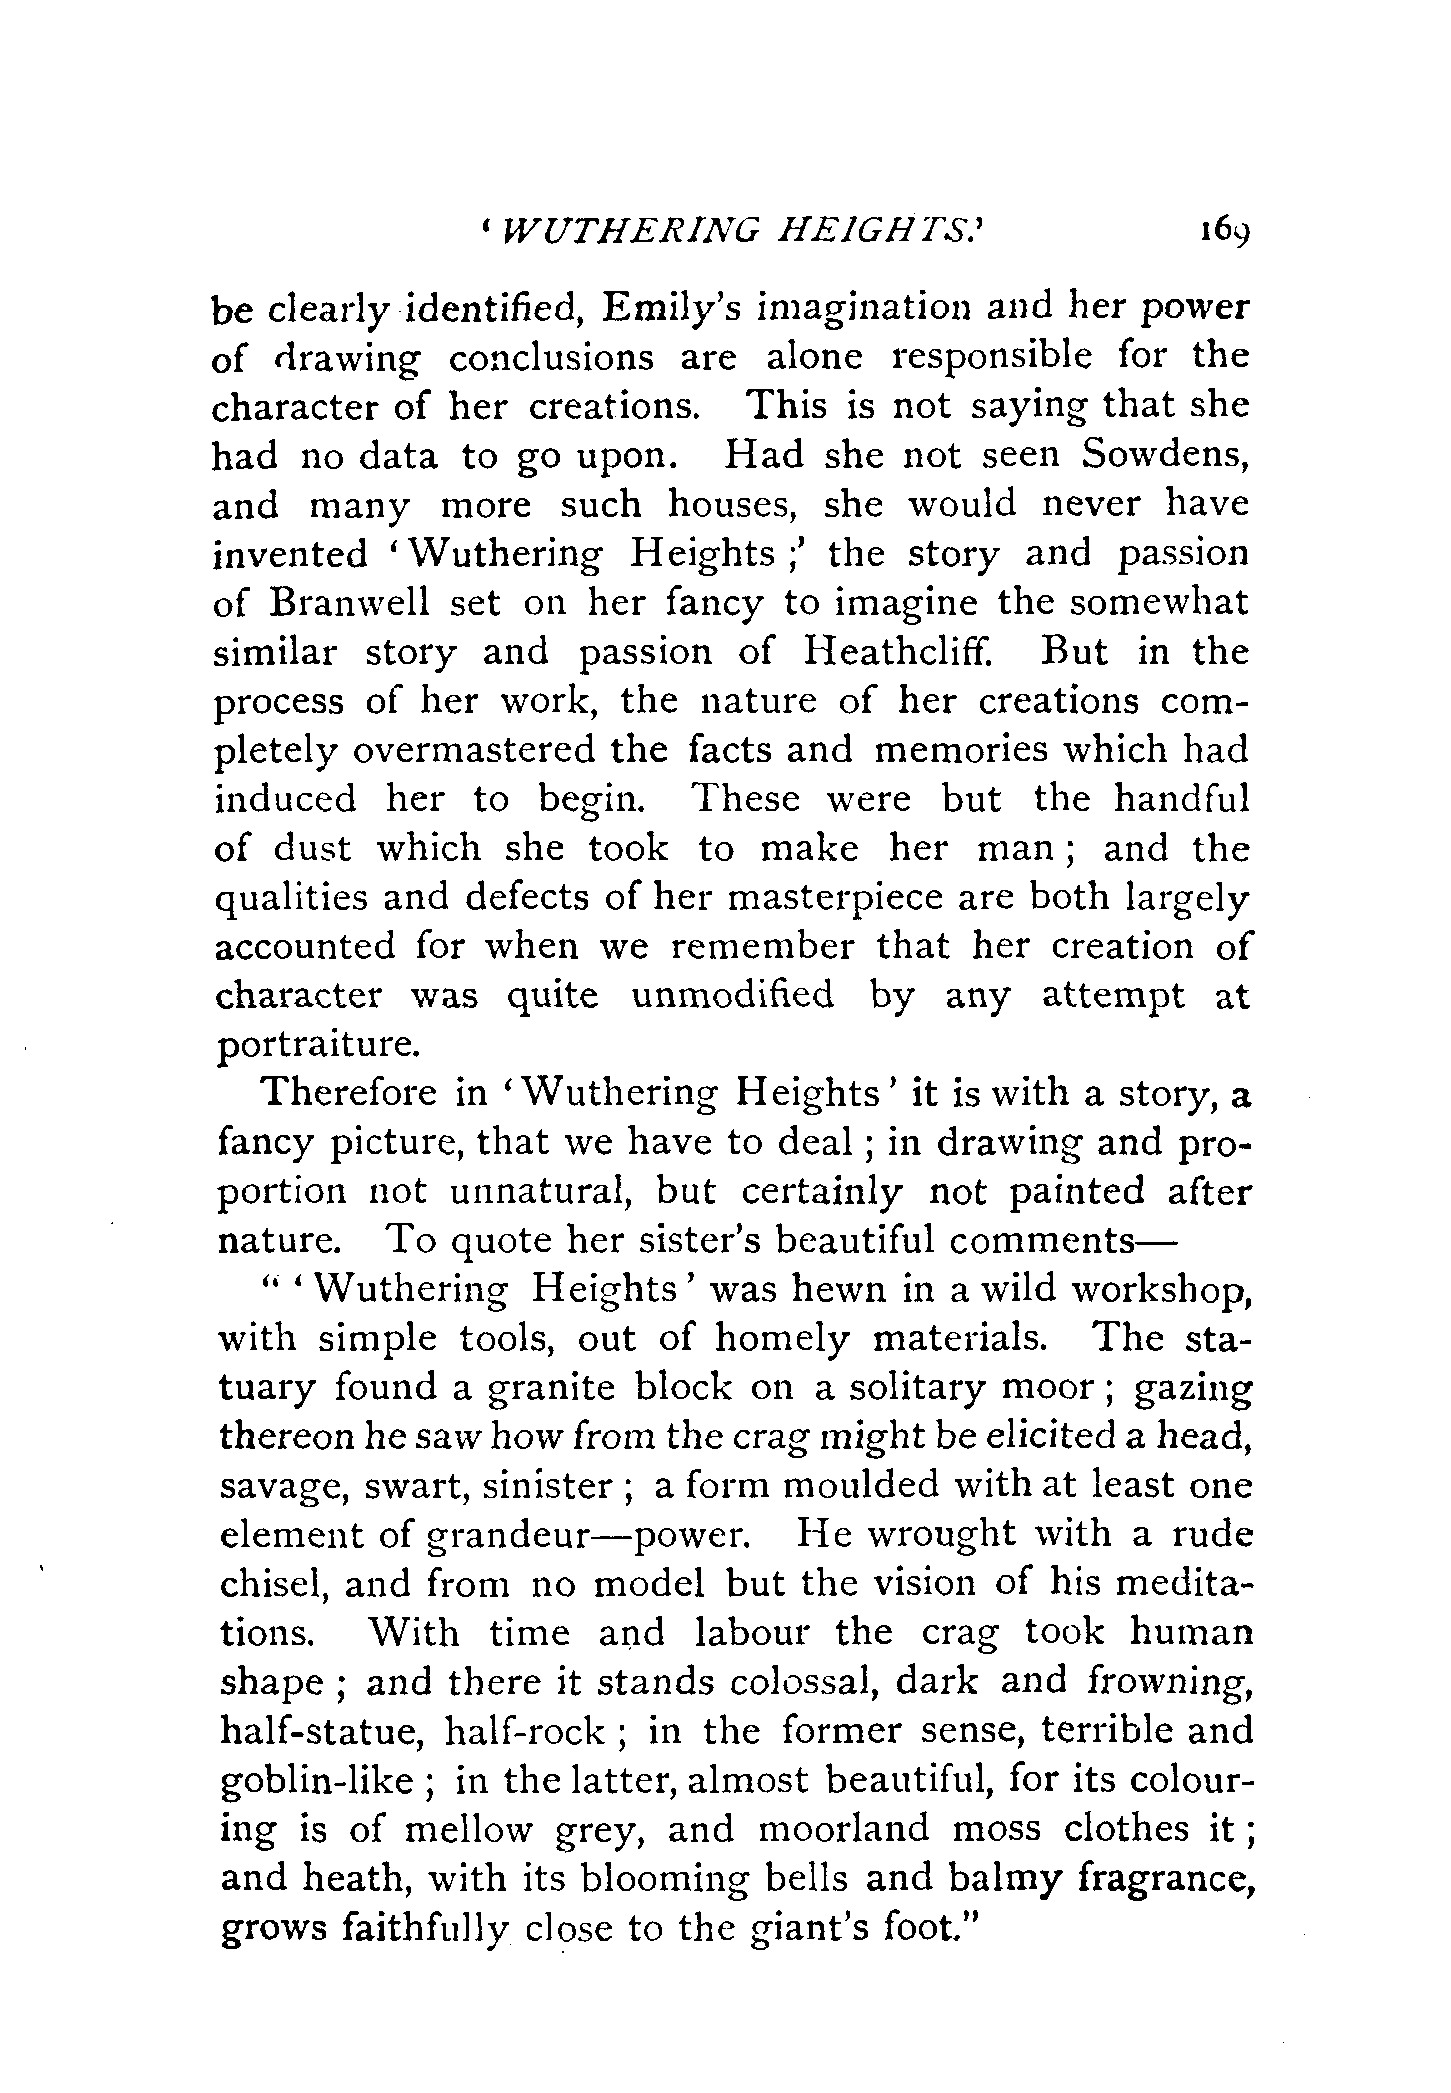 ‘ WUTHERING HEIGHTS.’ 169
be clearly identified, Emily’s imagination and her power
of drawing conclusions are alone responsible for the
character of her creations. This is not saying that she
had no data to go upon. Had she not seen Sowdens,
and many more such houses, she would never have
invented ‘ Wuthering Heights ;’ the story and passion
of Branwell set on her fancy to imagine the somewhat
similar story and passion of Heathcliff. But in the
process of her work, the nature of her creations com-
pletely overmastered the facts and memories which had
induced her to begin. These were but the handful
of dust which she took to make her man ; and the
qualities and defects of her masterpiece are both largely
accounted for when we remember that her creation of
character was quite unmodified by any attempt at
portraiture.
Therefore in ‘ Wuthering Heights ’ it is with a story, a
fancy picture, that we have to deal ; in drawing and pro-
portion not unnatural, but certainly not painted after
nature. To quote her sister’s beautiful comments—
“ ‘ Wuthering Heights ’ was hewn in a wild workshop,
with simple tools, out of homely materials. The sta-
tuary found a granite block on a solitary moor ; gazing
thereon he saw how from the crag might be elicited a head,
savage, swart, sinister ; a form moulded with at least one
element of grandeur—power. He wrought with a rude
chisel, and from no model but the vision of his medita-
tions. With time and labour the crag took human
shape ; and there it stands colossal, dark and frowning,
half-statue, half-rock ; in the former sense, terrible and
goblin-like ; in the latter, almost beautiful, for its colour-
ing is of mellow grey, and moorland moss clothes it ;
and heath, with its blooming bells and balmy fragrance,
grows faithfully close to the giant’s foot.”